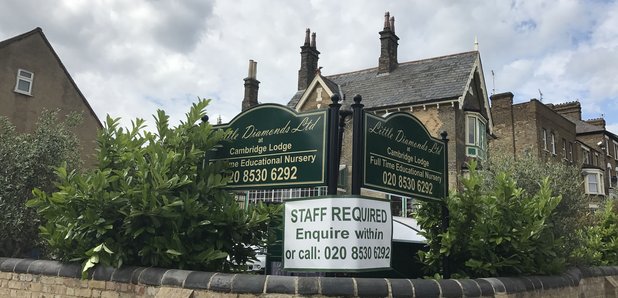 Little Diamonds Ltd
at
Cambridge Lodge
Full Time Educational Nursery
020 8530 6292
Little Diamonds Ltd
at
Cambridge Lodge
Full Time Educational Nursery
020 8530 6292
STAFF REQUIRED
Enquire within
or call: 020 8530 6292